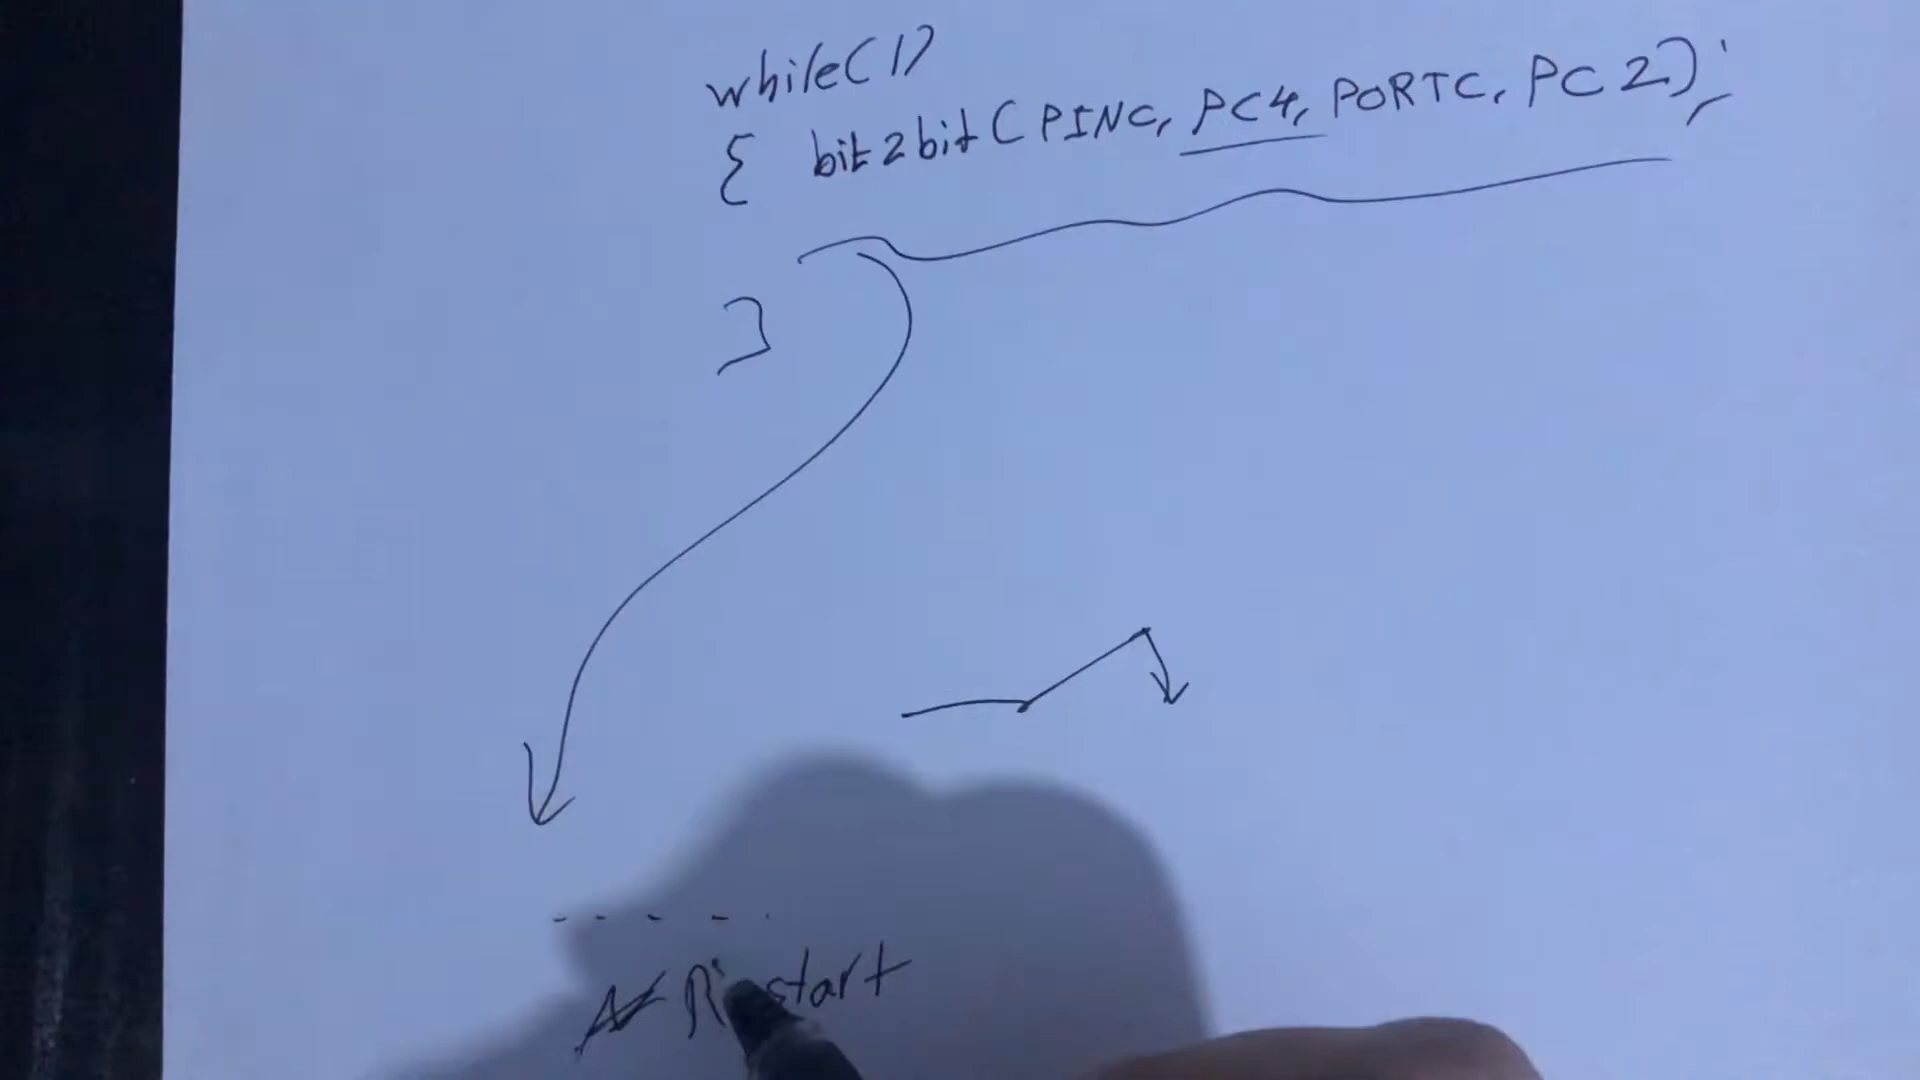 while(1)
{ bit2bit(PINC, PC4, PORTC, PC2);
}
start